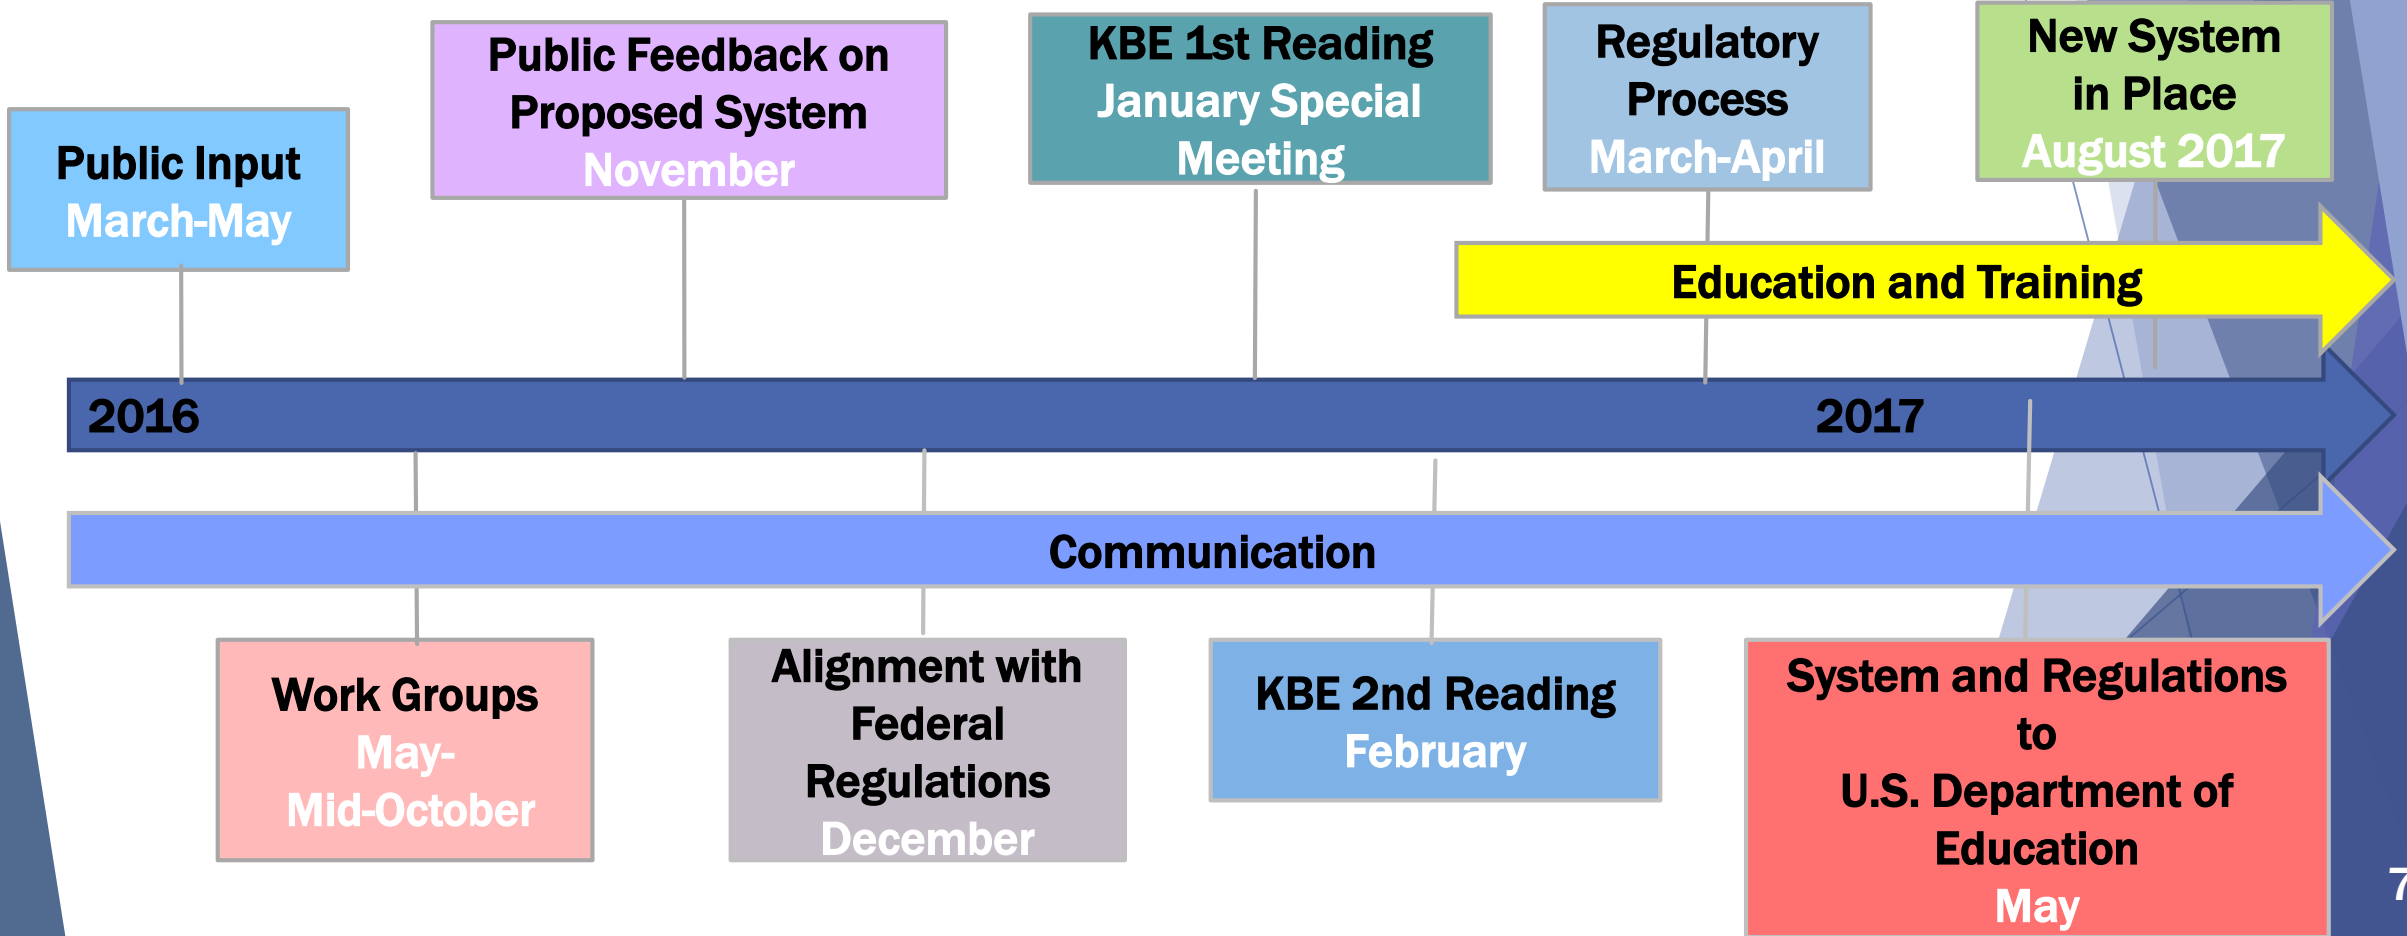 Public Input
March-May
Public Feedback on
Proposed System
November
KBE 1st Reading
January Special
Meeting
Regulatory
Process
March-April
New System
in Place
August 2017
Education and Training
2016
2017
Communication
Work Groups
May-
Mid-October
Alignment with
Federal
Regulations
December
KBE 2nd Reading
February
System and Regulations
to
U.S. Department of
Education
May
7